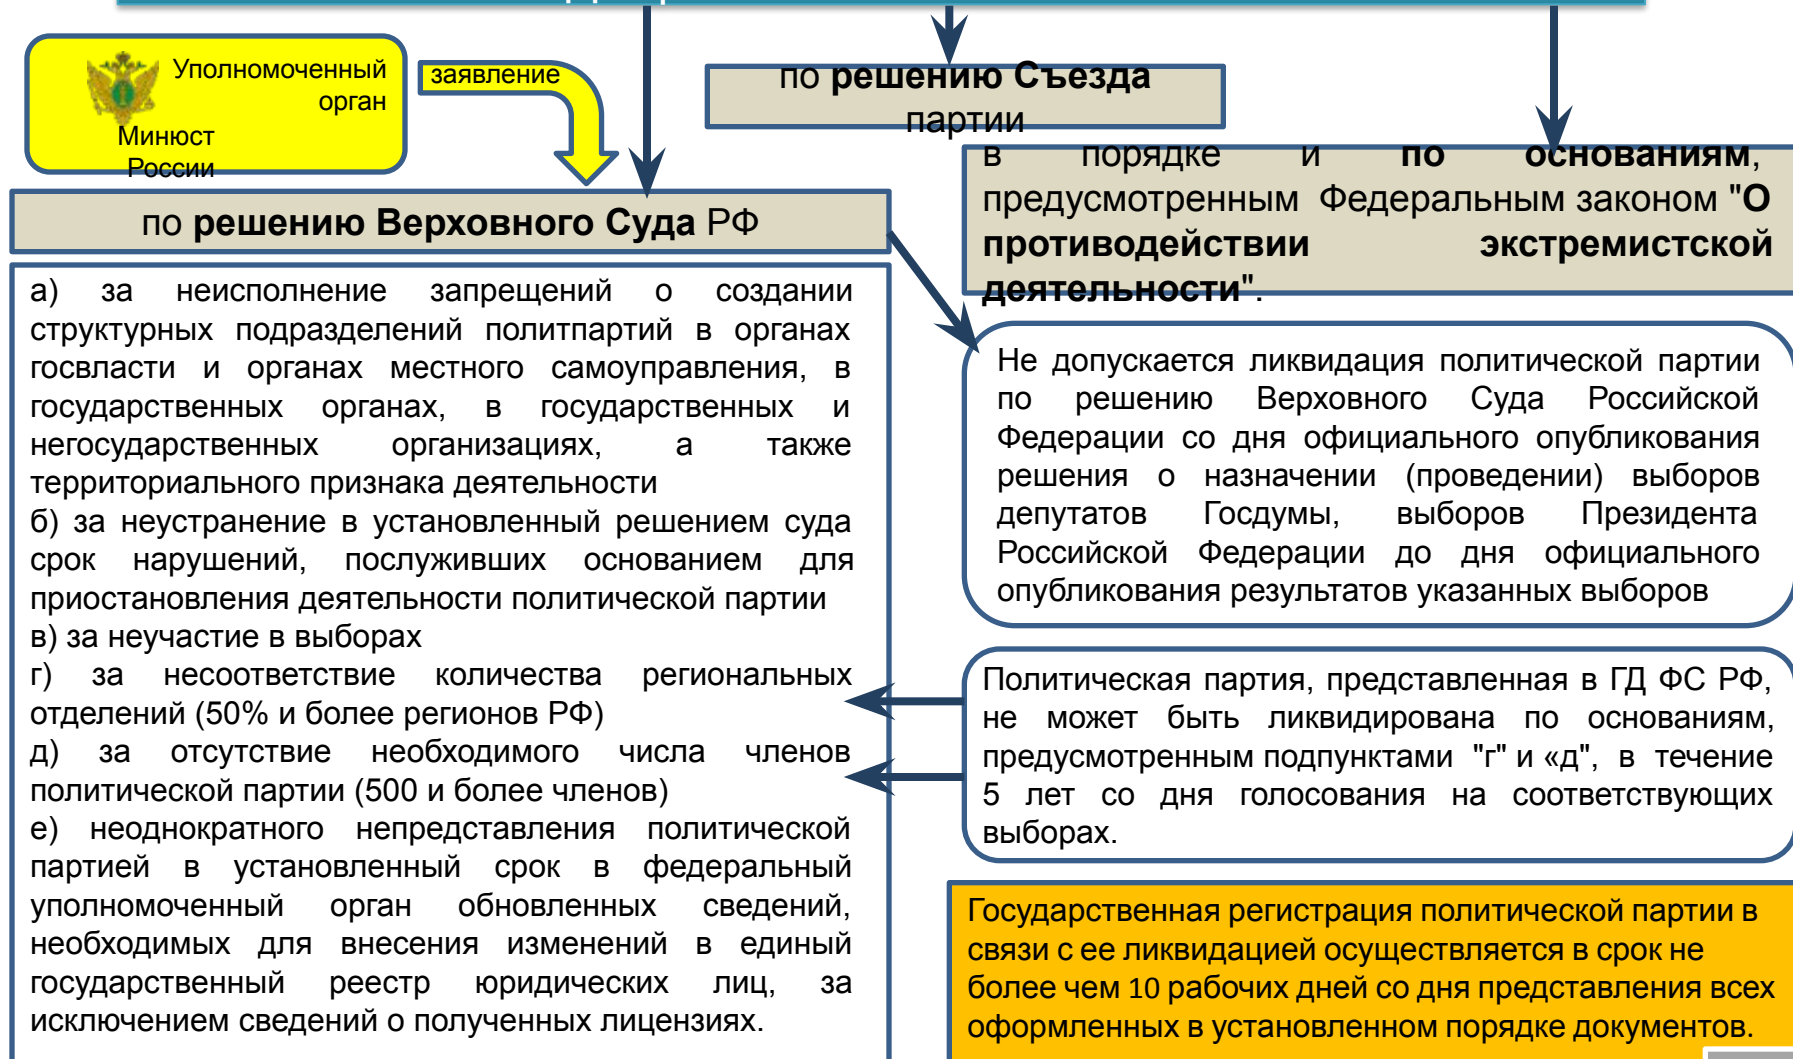 Уполномоченный
орган
Минюст
России
заявление
по решению Съезда
партии
в порядке и по основаниям,
предусмотренным Федеральным законом "О
противодействии экстремистской
деятельности".
по решению Верховного Суда РФ
а) за неисполнение запрещений о создании
структурных подразделений политпартий в органах
госвласти и органах местного самоуправления, в
государственных органах, в государственных и
негосударственных организациях, а также
территориального признака деятельности
б) за неустранение в установленный решением суда
срок нарушений, послуживших основанием для
приостановления деятельности политической партии
в) за неучастие в выборах
г) за несоответствие количества региональных
отделений (50% и более регионов РФ)
д) за отсутствие необходимого числа членов
политической партии (500 и более членов)
е) неоднократного непредставления политической
партией в установленный срок в федеральный
уполномоченный орган обновленных сведений,
необходимых для внесения изменений в единый
государственный реестр юридических лиц, за
исключением сведений о полученных лицензиях.
Не допускается ликвидация политической партии
по решению Верховного Суда Российской
Федерации со дня официального опубликования
решения о назначении (проведении) выборов
депутатов Госдумы, выборов Президента
Российской Федерации до дня официального
опубликования результатов указанных выборов
Политическая партия, представленная в ГД ФС РФ,
не может быть ликвидирована по основаниям,
предусмотренным подпунктами "г" и «д", в течение
5 лет со дня голосования на соответствующих
выборах.
Государственная регистрация политической партии в
связи с ее ликвидацией осуществляется в срок не
более чем 10 рабочих дней со дня представления всех
оформленных в установленном порядке документов.